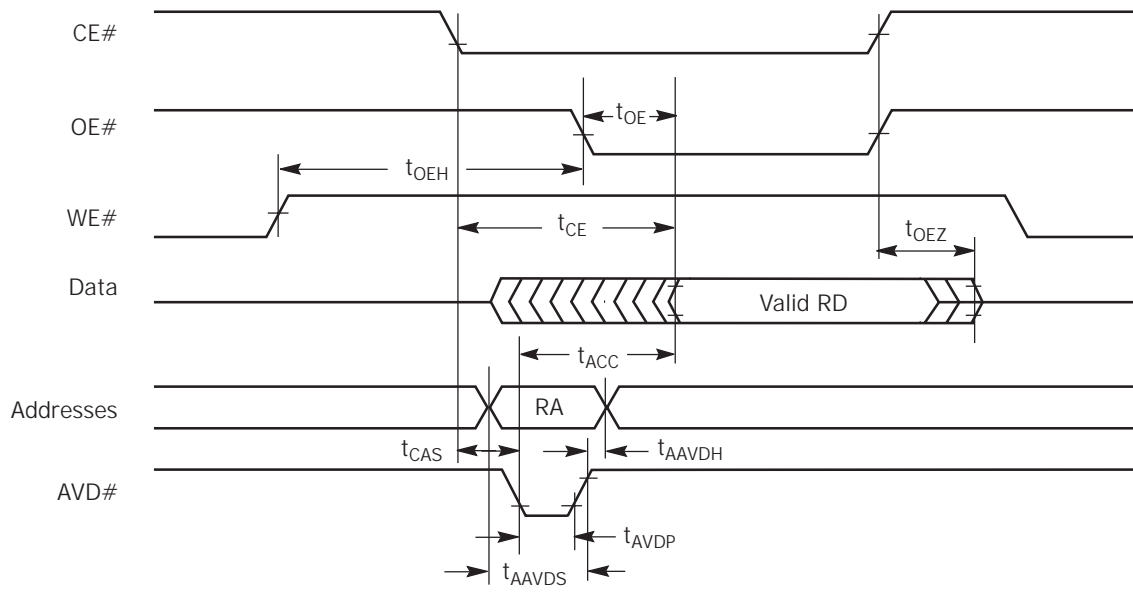 CE#
OE#
tOE
tOEH
WE#
tCE
tOEZ
Data
Valid RD
tACC
Addresses
RA
tCAS
tAAVDH
AVD#
tAVDP
tAAVDS